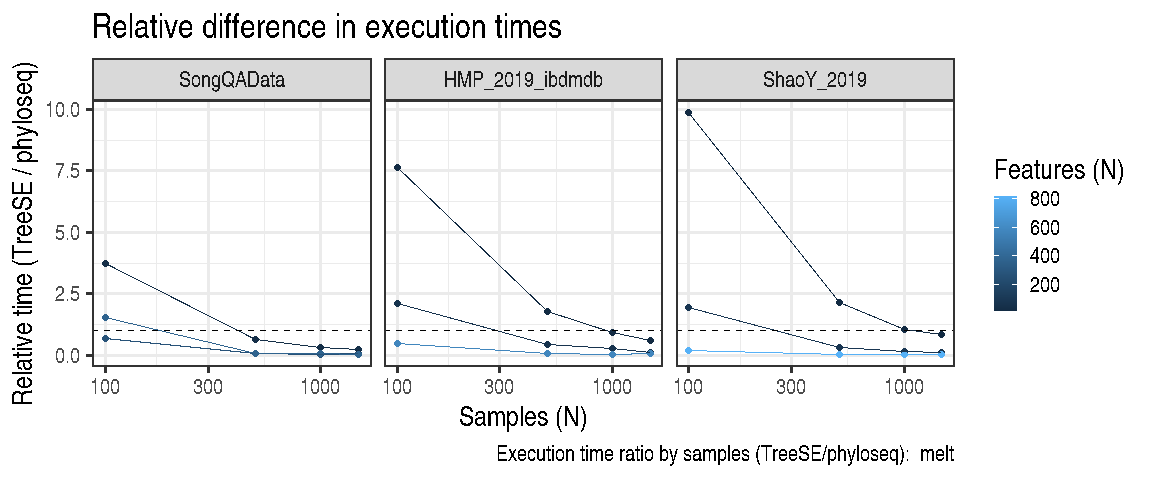 Relative difference in execution times
SongQAData
HMP_2019_ibdmdb
ShaoY_2019
Relative time (TreeSE / phyloseq)
10.0
7.5
5.0
2.5
0.0
100 300 1000
100 300 1000
100 300 1000
Samples (N)
Features (N)
800
600
400
200
Execution time ratio by samples (TreeSE/phyloseq): melt